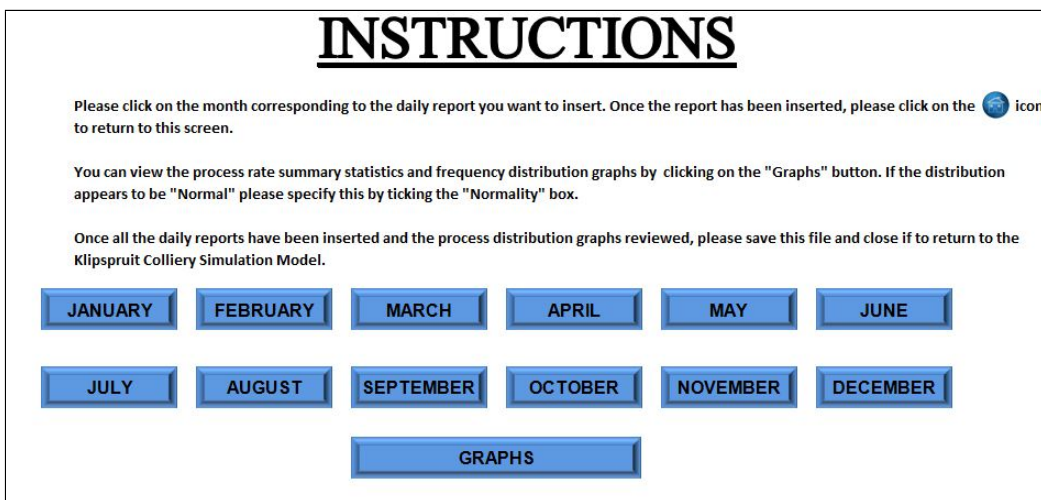 INSTRUCTIONS
Please click on the month corresponding to the daily report you want to insert. Once the report has been inserted, please click on the icon
to return to this screen.
You can view the process rate summary statistics and frequency distribution graphs by clicking on the "Graphs" button. If the distribution
appears to be "Normal" please specify this by ticking the "Normality" box.
Once all the daily reports have been inserted and the process distribution graphs reviewed, please save this file and close if to return to the
Klipspruit Colliery Simulation Model.
JANUARY FEBRUARY MARCH APRIL MAY JUNE
JULY AUGUST SEPTEMBER OCTOBER NOVEMBER DECEMBER
GRAPHS